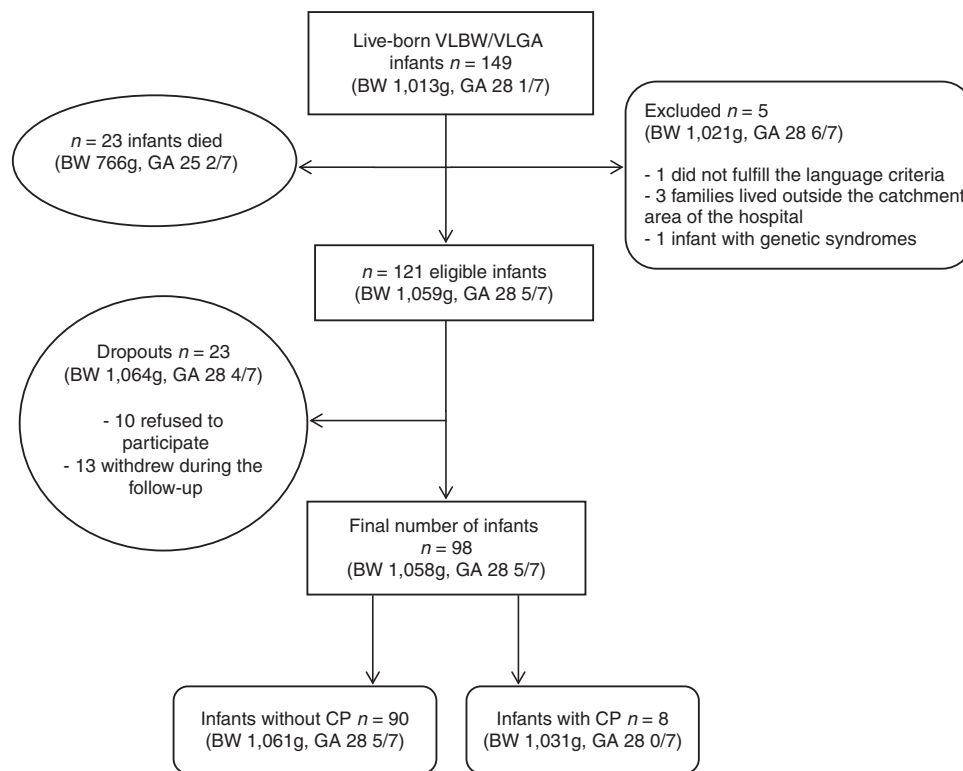 Live-born VLBW/VLGA
infants n = 149
(BW 1,013g, GA 28 1/7)
n = 23 infants died
(BW 766g, GA 25 2/7)
Excluded n = 5
(BW 1,021g, GA 28 6/7)
- 1 did not fulfill the language criteria
- 3 families lived outside the catchment
area of the hospital
- 1 infant with genetic syndromes
n = 121 eligible infants
(BW 1,059g, GA 28 5/7)
Dropouts n = 23
(BW 1,064g, GA 28 4/7)
- 10 refused to
participate
- 13 withdrew during the
follow-up
Final number of infants
n = 98
(BW 1,058g, GA 28 5/7)
Infants without CP n = 90
(BW 1,061g, GA 28 5/7)
Infants with CP n = 8
(BW 1,031g, GA 28 0/7)